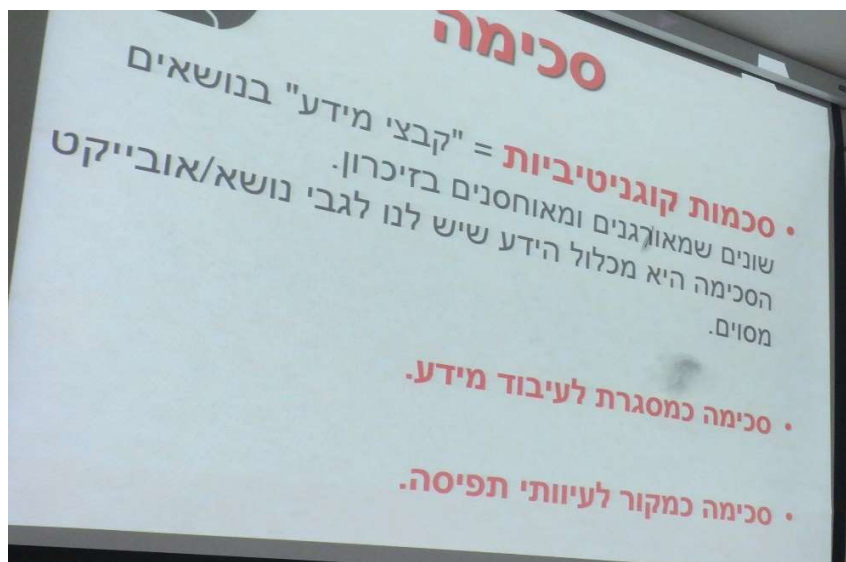 סכימה
• סכמות קוגניטיביות = "קבצי מידע" בנושאים
שונים שמאורגנים ומאוחסנים בזיכרון.
הסכימה היא מכלול הידע שיש לנו לגבי נושא/אובייקט
מסוים.
• סכימה כמסגרת לעיבוד מידע.
• סכימה כמקור לעיוותי תפיסה.